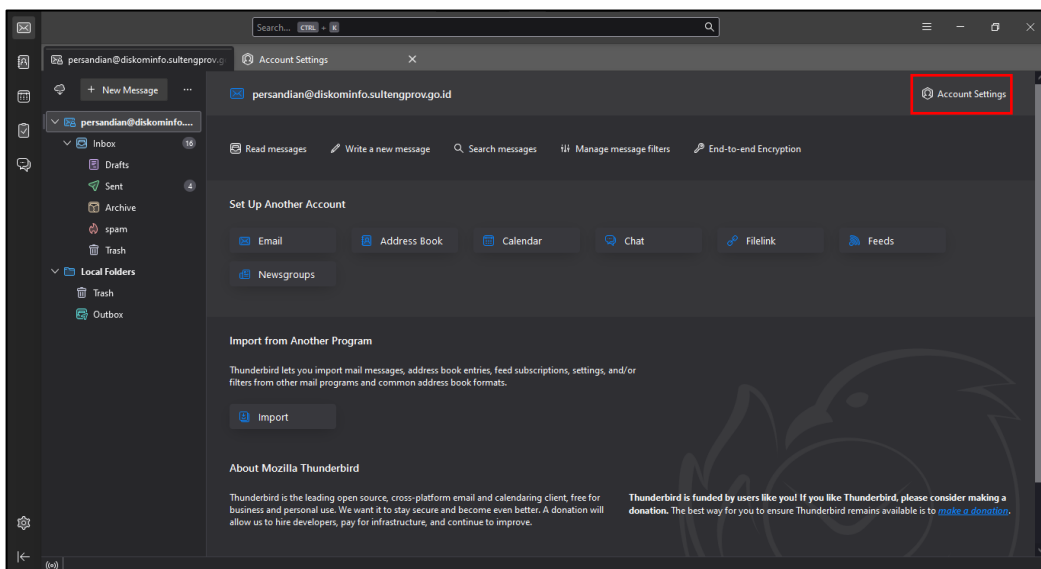 Search... CTRL + K
persandian@diskominfo.sultengprov.g
Account Settings
+ New Message
persandian@diskominfo....
Inbox 16
Drafts
Sent 4
Archive
spam
Trash
Local Folders
Trash
Outbox
persandian@diskominfo.sultengprov.go.id
Account Settings
Read messages
Write a new message
Search messages
Manage message filters
End-to-end Encryption
Set Up Another Account
Email
Address Book
Calendar
Chat
Filelink
Feeds
Newsgroups
Import from Another Program
Thunderbird lets you import mail messages, address book entries, feed subscriptions, settings, and/or
filters from other mail programs and common address book formats.
Import
About Mozilla Thunderbird
Thunderbird is the leading open source, cross-platform email and calendaring client, free for
business and personal use. We want it to stay secure and become even better. A donation will
allow us to hire developers, pay for infrastructure, and continue to improve.
Thunderbird is funded by users like you! If you like Thunderbird, please consider making a
donation. The best way for you to ensure Thunderbird remains available is to make a donation.